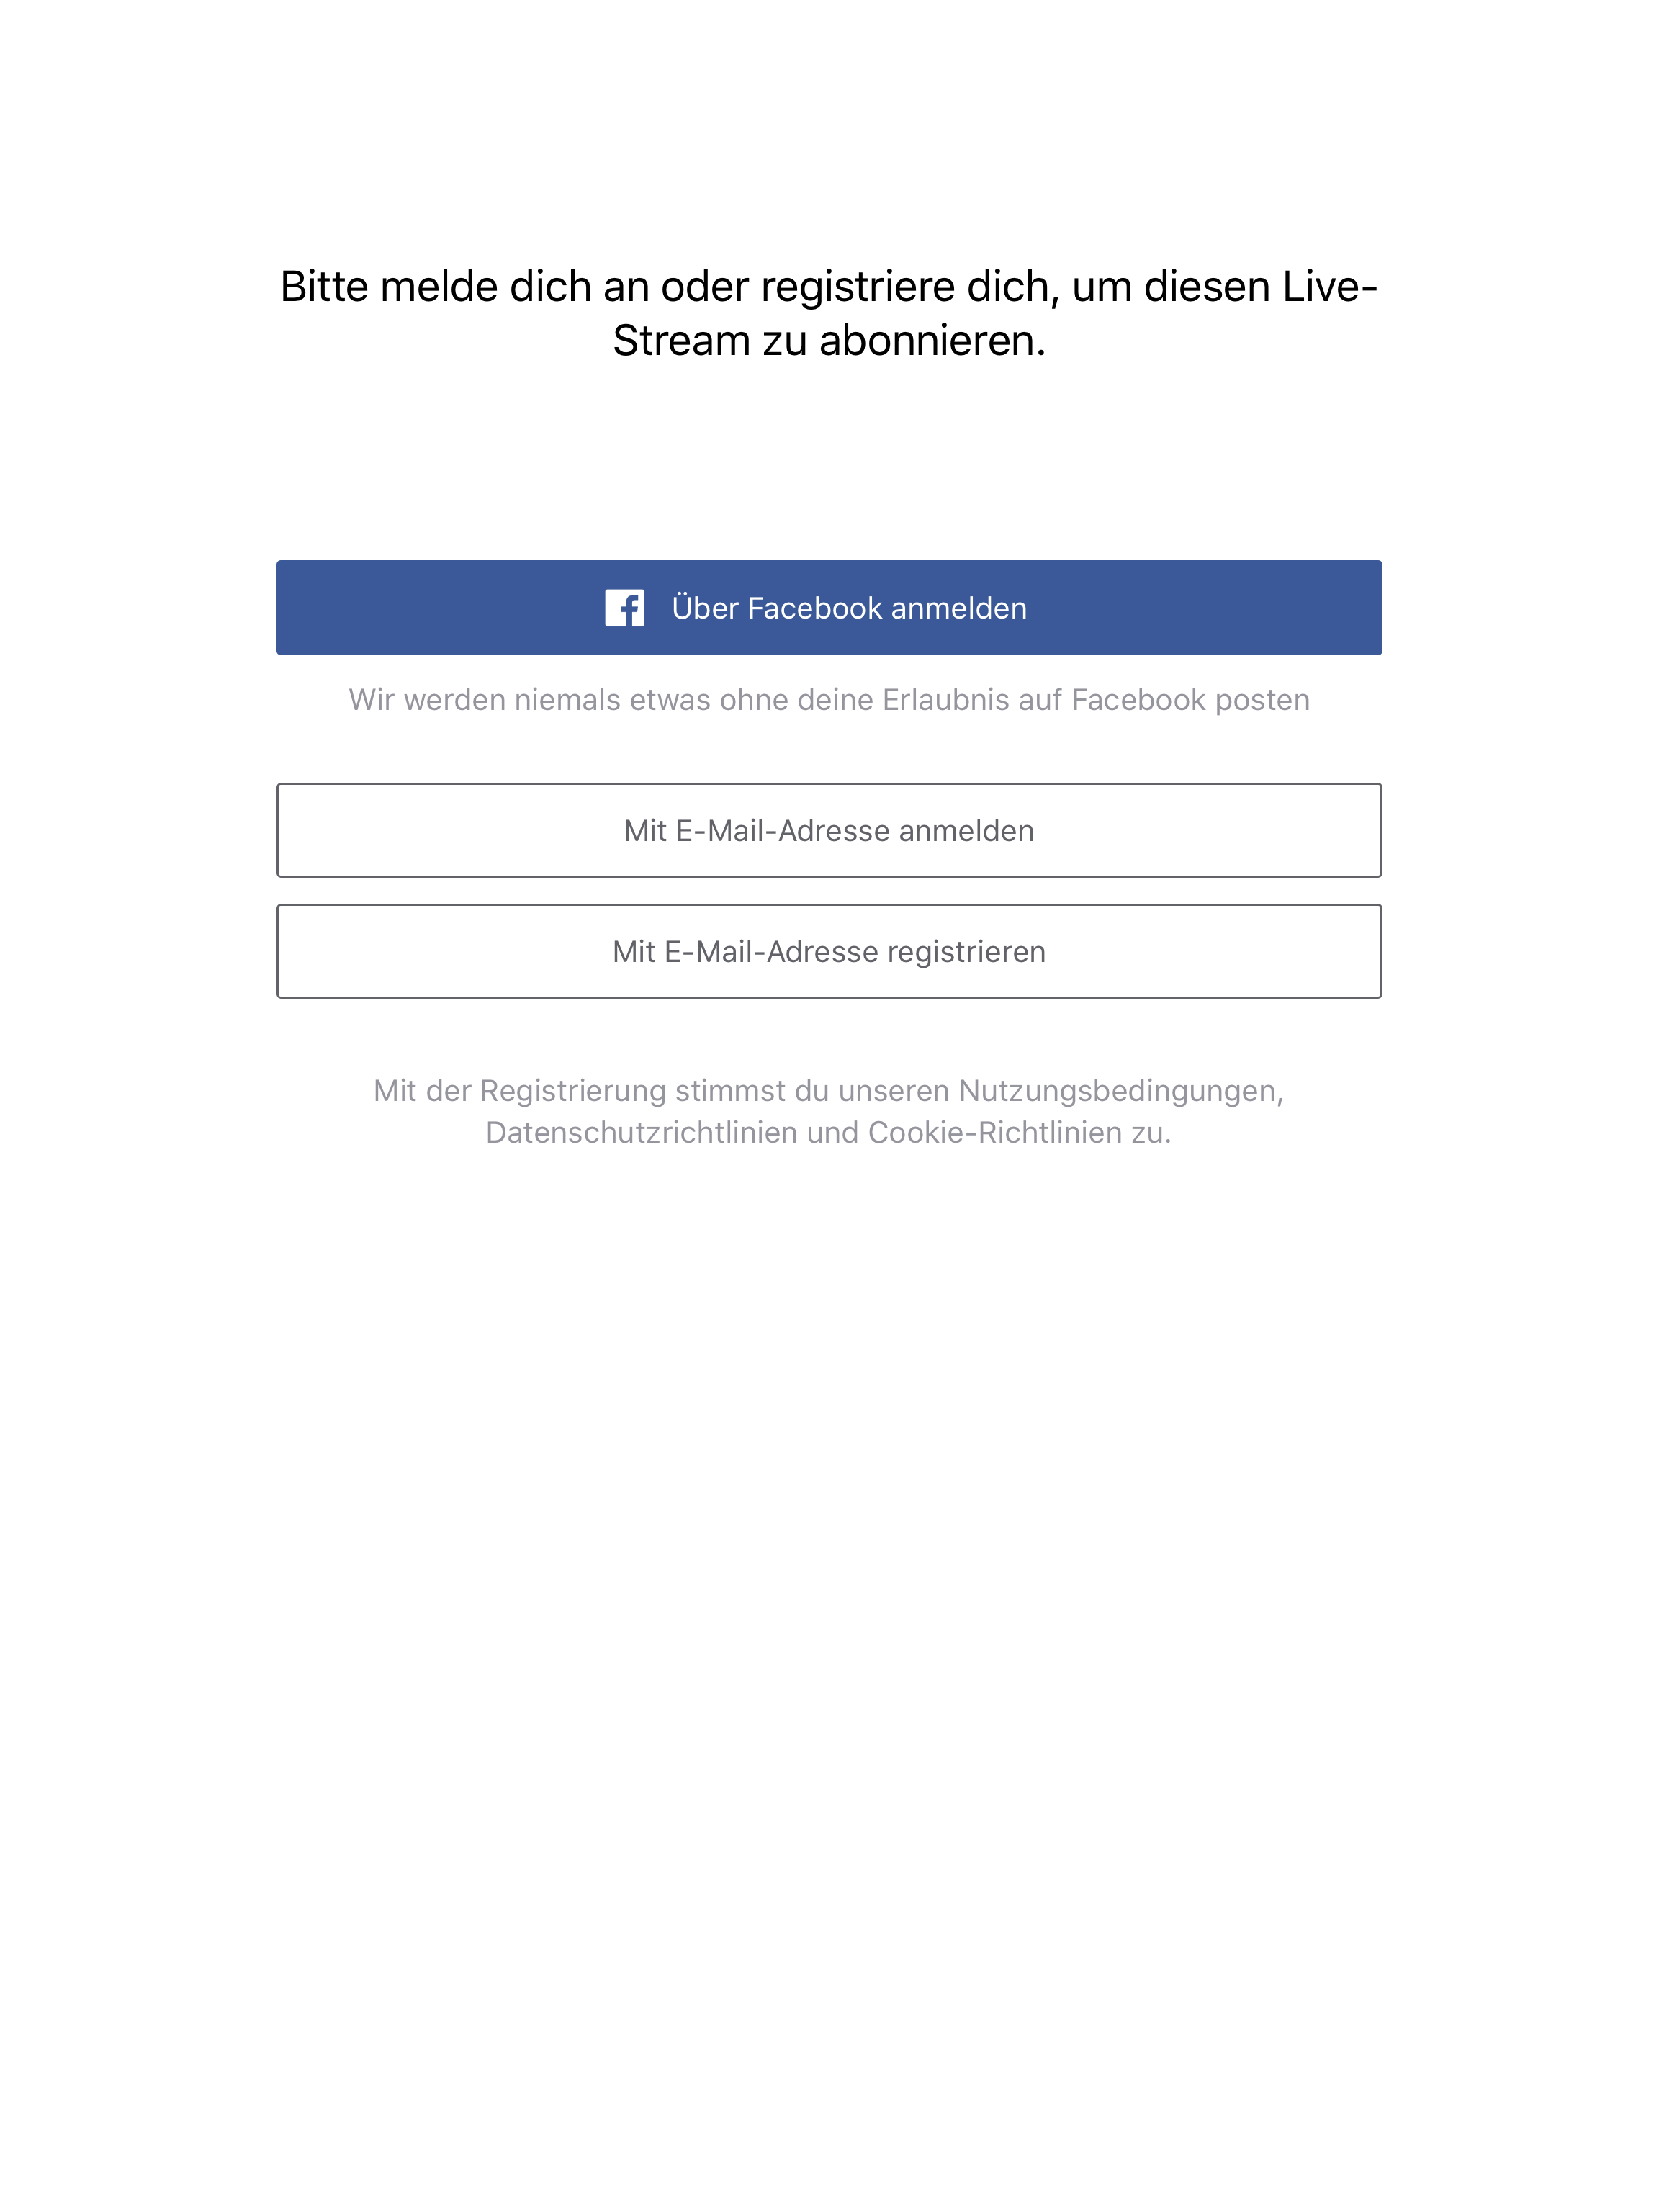 Bitte melde dich an oder registriere dich, um diesen Live-
Stream zu abonnieren.
Über Facebook anmelden
Wir werden niemals etwas ohne deine Erlaubnis auf Facebook posten
Mit E-Mail-Adresse anmelden
Mit E-Mail-Adresse registrieren
Mit der Registrierung stimmst du unseren Nutzungsbedingungen,
Datenschutzrichtlinien und Cookie-Richtlinien zu.